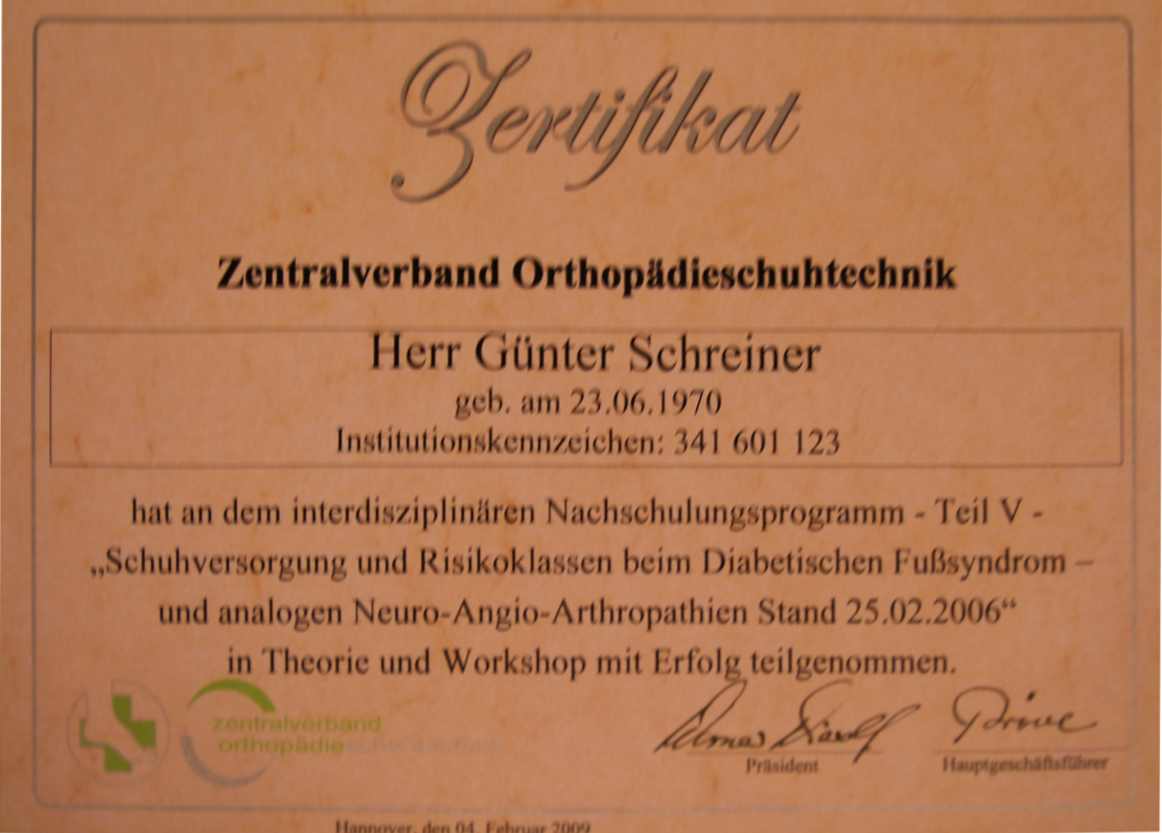 Zertifikat
Zentralverband Orthopädieschuhtechnik
Herr Günter Schreiner
geb. am 23.06.1970
Institutionskennzeichen: 341 601 123
hat an dem interdisziplinären Nachschulungsprogramm - Teil V -
„Schuhversorgung und Risikoklassen beim Diabetischen Fußsyndrom –
und analogen Neuro-Angio-Arthropathien Stand 25.02.2006“
in Theorie und Workshop mit Erfolg teilgenommen.
zentralverband
orthopädieschuhtechnik
Präsident
Hauptgeschäftsführer
Hannover, den 04. Februar 2009